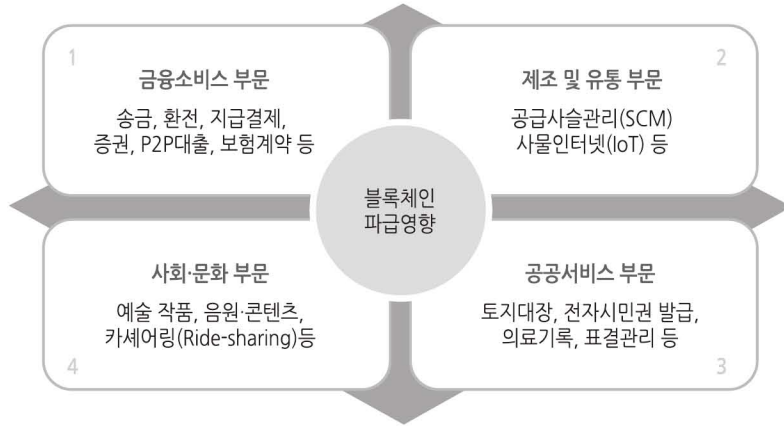 1
금융소비스 부문
송금, 환전, 지급결제,
증권, P2P대출, 보험계약 등
2
제조 및 유통 부문
공급사슬관리(SCM)
사물인터넷(IoT) 등
블록체인
파급영향
사회·문화 부문
예술 작품, 음원·콘텐츠,
카셰어링(Ride-sharing)등
4
공공서비스 부문
토지대장, 전자시민권 발급,
의료기록, 표결관리 등
3